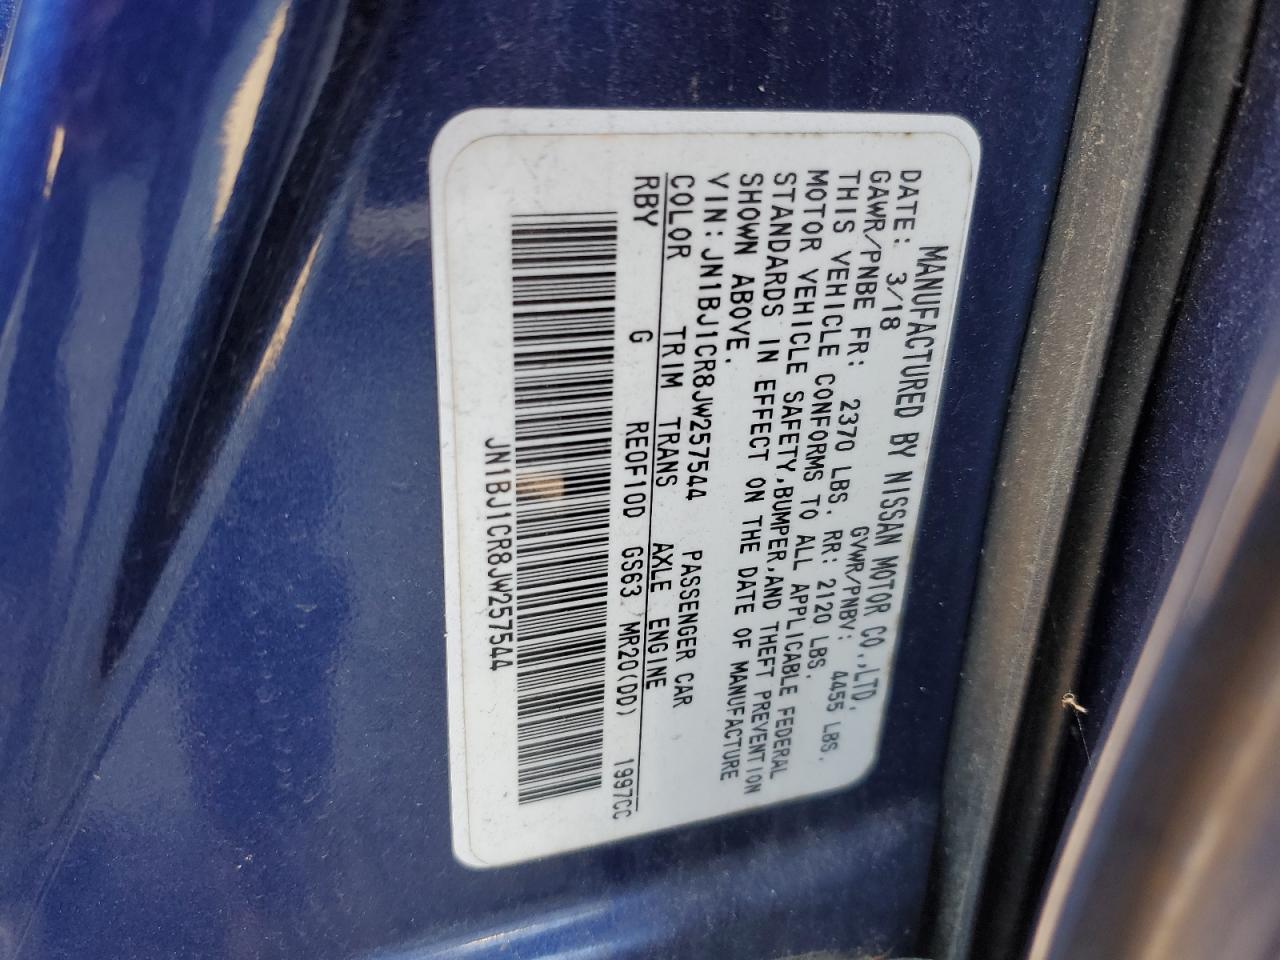 MANUFACTURED BY NISSAN MOTOR CO.,LTD.
DATE: 3/18 GVWR/PNBV: 4455 LBS.
GAWR/PNBE FR: 2370 LBS. RR: 2120 LBS.
THIS VEHICLE CONFORMS TO ALL APPLICABLE FEDERAL
MOTOR VEHICLE SAFETY,BUMPER,AND THEFT PREVENTION
STANDARDS IN EFFECT ON THE DATE OF MANUFACTURE
SHOWN ABOVE.
VIN: JN1BJ1CR8JW257544 PASSENGER CAR
COLOR TRIM TRANS AXLE ENGINE
RBY G RE0F10D GS63 MR20(DD) 1997CC
JN1BJ1CR8JW257544